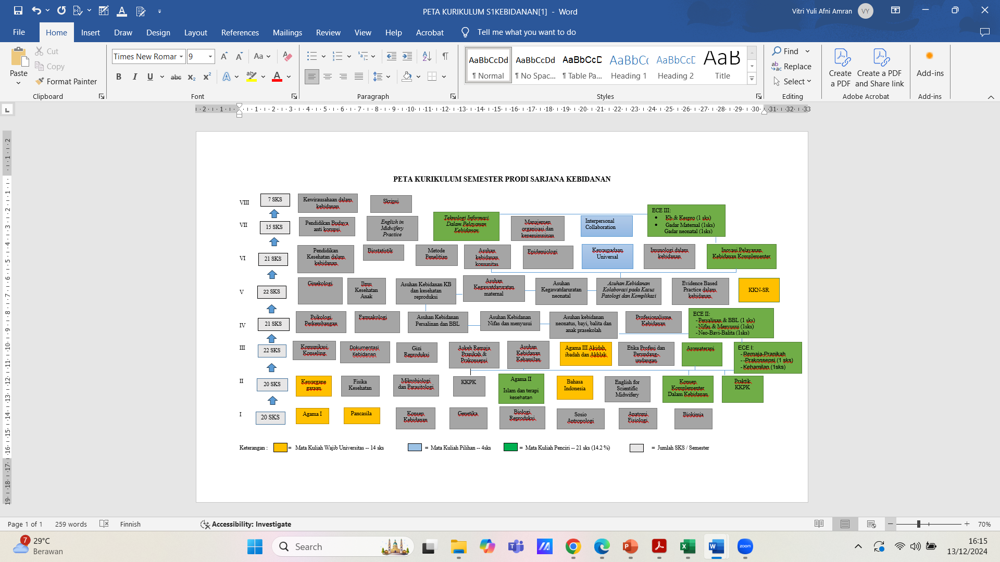 PETA KURIKULUM S1KEBIDANAN[1] - Word
Vitri Yuli Afni Amran
VY
File
Home
Insert
Draw
Design
Layout
References
Mailings
Review
View
Help
Acrobat
Tell me what you want to do
Paste
Cut
Copy
Format Painter
Clipboard
Times New Romar
9
Font
Paragraph
AaBbCcDd
¶ Normal
AaBbCcDd
¶ No Spac...
AaBbCcD
¶ Table Pa...
AaBbCc
Heading 1
AaBbCcD
Heading 2
AaB
Title
Styles
Find
Replace
Select
Editing
Create
a PDF
Create a PDF
and Share link
Adobe Acrobat
Add-ins
Add-ins
PETA KURIKULUM SEMESTER PRODI SARJANA KEBIDANAN
VIII
7 SKS
Kewirausahaan dalam
kebidanan
Skripsi
VII
15 SKS
Pendidikan Budaya
anti korupsi
English in
Midwifery
Practice
Teknologi Informasi
Dalam Pelayanan
Kebidanan
Manajemen
organisasi dan
kepemimpinan
Interpersonal
Collaboration
ECE III:
• Kb & Kespro (1 sks)
• Gadar Maternal (1sks)
Gadar neonatal (1sks)
VI
21 SKS
Pendidikan
Kesehatan dalam
kebidanan
Biostatistik
Metode
Penelitian
Asuhan
kebidanan
komunitas
Epidemiologi
Kewaspadaan
Universal
Imunologi dalam
kebidanan
Inovasi Pelayanan
Kebidanan Komplementer
V
22 SKS
Ginekologi
Ilmu
Kesehatan
Anak
Asuhan Kebidanan KB
dan kesehatan
reproduksi
Asuhan
Kegawatdaruratan
maternal
Asuhan
Kegawatdaruratan
neonatal
Asuhan Kebidanan
Kolaborasi pada Kasus
Patologi dan Komplikasi
Evidence Based
Practice dalam
kebidanan
KKN-SR
IV
21 SKS
Psikologi
Perkembangan
Farmakologi
Asuhan Kebidanan
Persalinan dan BBL
Asuhan Kebidanan
Nifas dan menyusui
Asuhan kebidanan
neonatus, bayi, balita dan
anak prasekolah
Profesionalisme
Kebidanan
ECE II:
- Persalinan & BBL (1 sks)
- Nifas & Menyusui (1sks)
- Neo-Bayi-Balita (1sks)
III
22 SKS
Komunikasi
Konseling
Dokumentasi
Kebidanan
Gizi
Reproduksi
Askeb Remaja
Pranikah &
Prakonsepsi
Asuhan
Kebidanan
Kehamilan
Agama III Akidah,
ibadah dan Akhlak
Etika Profesi dan
Perundang-
undangan
Aromaterapi
ECE I:
- Remaja-Pranikah
- -Prakonsepsi (1 sks)
- Kehamilan (1sks)
II
20 SKS
Kewargane
garaan
Fisika
Kesehatan
Mikrobiologi
dan Parasitologi
KKPK
Agama II
Islam dan terapi
kesehatan
Bahasa
Indonesia
English for
Scientific
Midwifery
Konsep
Komplementer
Dalam Kebidanan
Praktik
KKPK
I
20 SKS
Agama I
Pancasila
Konsep
Kebidanan
Genetika
Biologi
Reproduksi
Sosio
Antropologi
Anatomi
Fisiologi
Biokimia
Keterangan :
= Mata Kuliah Wajib Universitas -- 14 sks
= Mata Kuliah Pilihan -- 4sks
= Mata Kuliah Penciri -- 21 sks (14.2 %)
= Jumlah SKS / Semester
Page 1 of 1
259 words
Finnish
Accessibility: Investigate
70%
7
29°C
Berawan
Search
zoom
16:15
13/12/2024